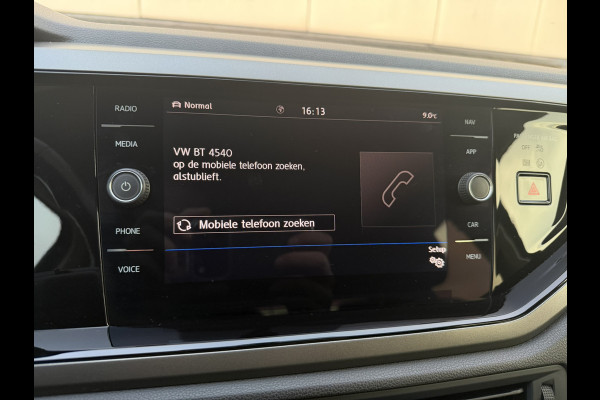 RADIO
Normal
16:13
9.0°C
NAV
MEDIA
VW BT 4540
op de mobiele telefoon zoeken,
alstublieft.
APP
OFF
Mobiele telefoon zoeken
PHONE
CAR
VOICE
Setup
MENU